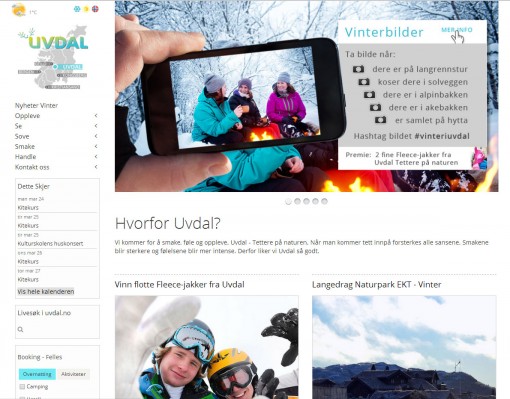 1°C
UVDAL
UVDAL
Nyheter Vinter
Oppleve
Se
Sove
Smake
Handle
Kontakt oss
Dette Skjer
man mar 24
Kitekurs
tir mar 25
Kulturskolens huskonsert
ons mar 26
Kitekurs
tor mar 27
Kitekurs
Vis hele kalenderen
Livesøk i uvdal.no
Booking - Felles
Overnatting
Aktiviteter
Camping
Vinterbilder
MER INFO
Ta bilde når:
dere er på langrennstur
koser dere i solveggen
dere er i alpinbakken
dere er i akebakken
er samlet på hytta
Hashtag bildet #vinteriuvdal
Premie: 2 fine Fleece-jakker fra
Uvdal Tettere på naturen
Hvorfor Uvdal?
Vi kommer for å smake, føle og oppleve. Uvdal - Tettere på naturen. Når man kommer tett innpå forsterkes alle sansene. Smakene
blir sterkere og følelsene blir mer intense. Derfor liker vi Uvdal så godt.
Vinn flotte Fleece-jakker fra Uvdal
Langedrag Naturpark EKT - Vinter